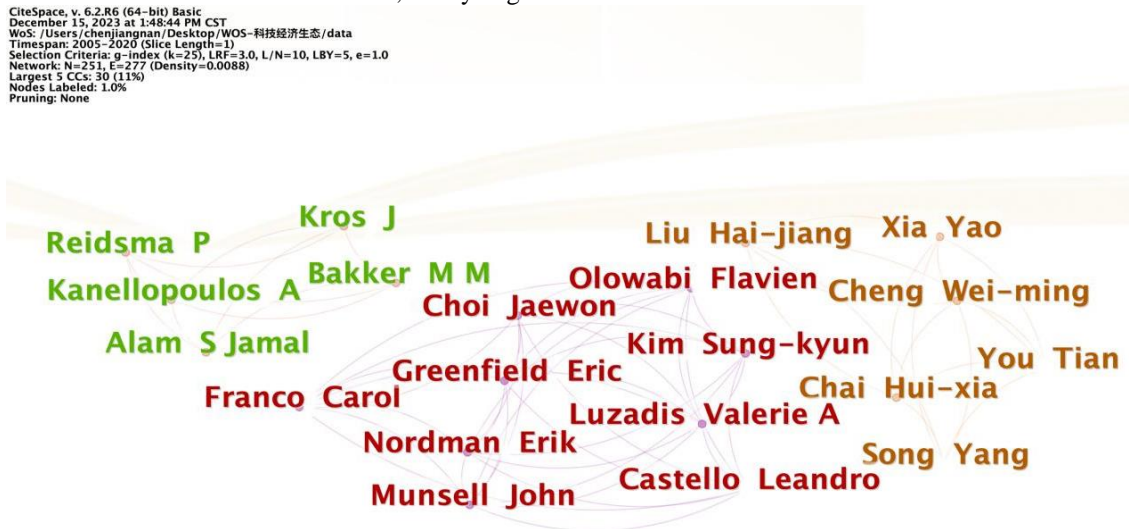 CiteSpace, v. 6.2.R6 (64-bit) Basic
December 15, 2023 at 1:48:44 PM CST
WoS: /Users/chenjiangnan/Desktop/WOS-科技经济生态/data
Timespan: 2005-2020 (Slice Length=1)
Selection Criteria: g-index (k=25), LRF=3.0, L/N=10, LBY=5, e=1.0
Network: N=251, E=277 (Density=0.0088)
Largest 5 CCs: 30 (11%)
Nodes Labeled: 1.0%
Pruning: None
Kros J
Reidsma P
Liu Hai-jiang
Xia Yao
Bakker M M
Olowabi Flavien
Kanellopoulos A
Cheng Wei-ming
Choi Jaewon
Alam S Jamal
Kim Sung-kyun
You Tian
Greenfield Eric
Chai Hui-xia
Franco Carol
Luzadis Valerie A
Nordman Erik
Song Yang
Castello Leandro
Munsell John